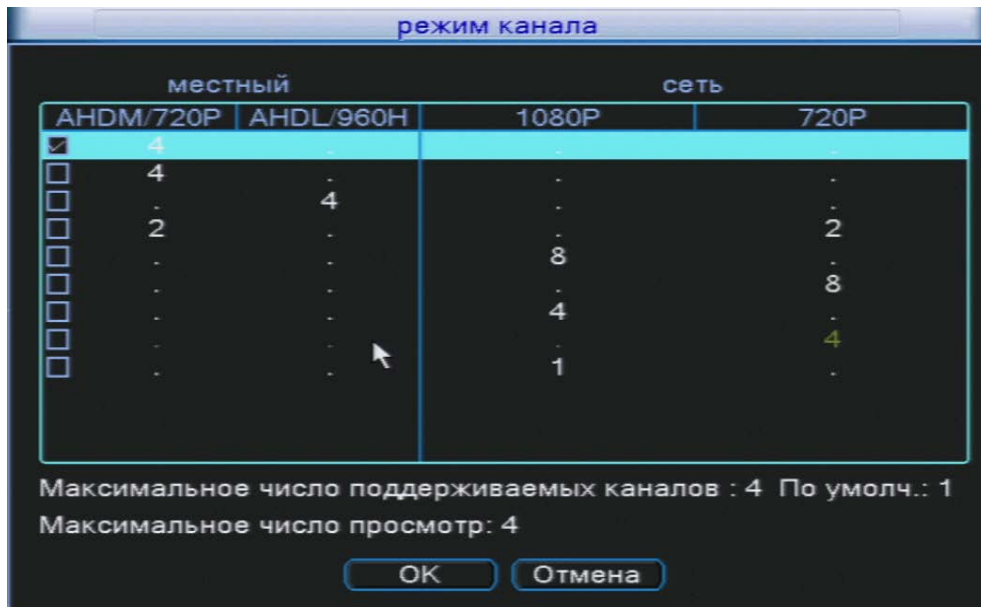 режим канала
местный сеть
AHDM/720P AHDL/960H 1080P 720P
4 . . .
4 . . .
. 4 . .
2 . . 2
. . 8 .
. . . 8
. . 4 .
. . . 4
. . 1 .
Максимальное число поддерживаемых каналов : 4 По умолч.: 1
Максимальное число просмотр: 4
OK Отмена